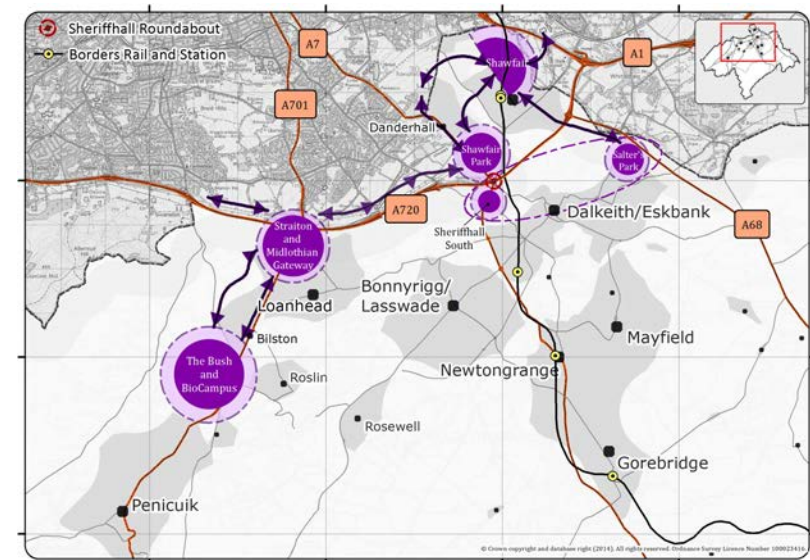 Sheriffhall Roundabout
Borders Rail and Station
A7
A1
A701
Shawfair
Danderhall
Shawfair
Park
Salter's
Park
A720
Sheriffhall
South
Dalkeith/Eskbank
A68
Straiton
and
Midlothian
Gateway
Loanhead
Bonnyrigg/
Lasswade
Bilston
Mayfield
The Bush
and
BioCampus
Roslin
Newtongrange
Rosewell
Gorebridge
Penicuik
© Crown copyright and database right (2014). All rights reserved. Ordnance Survey Licence Number 100023416